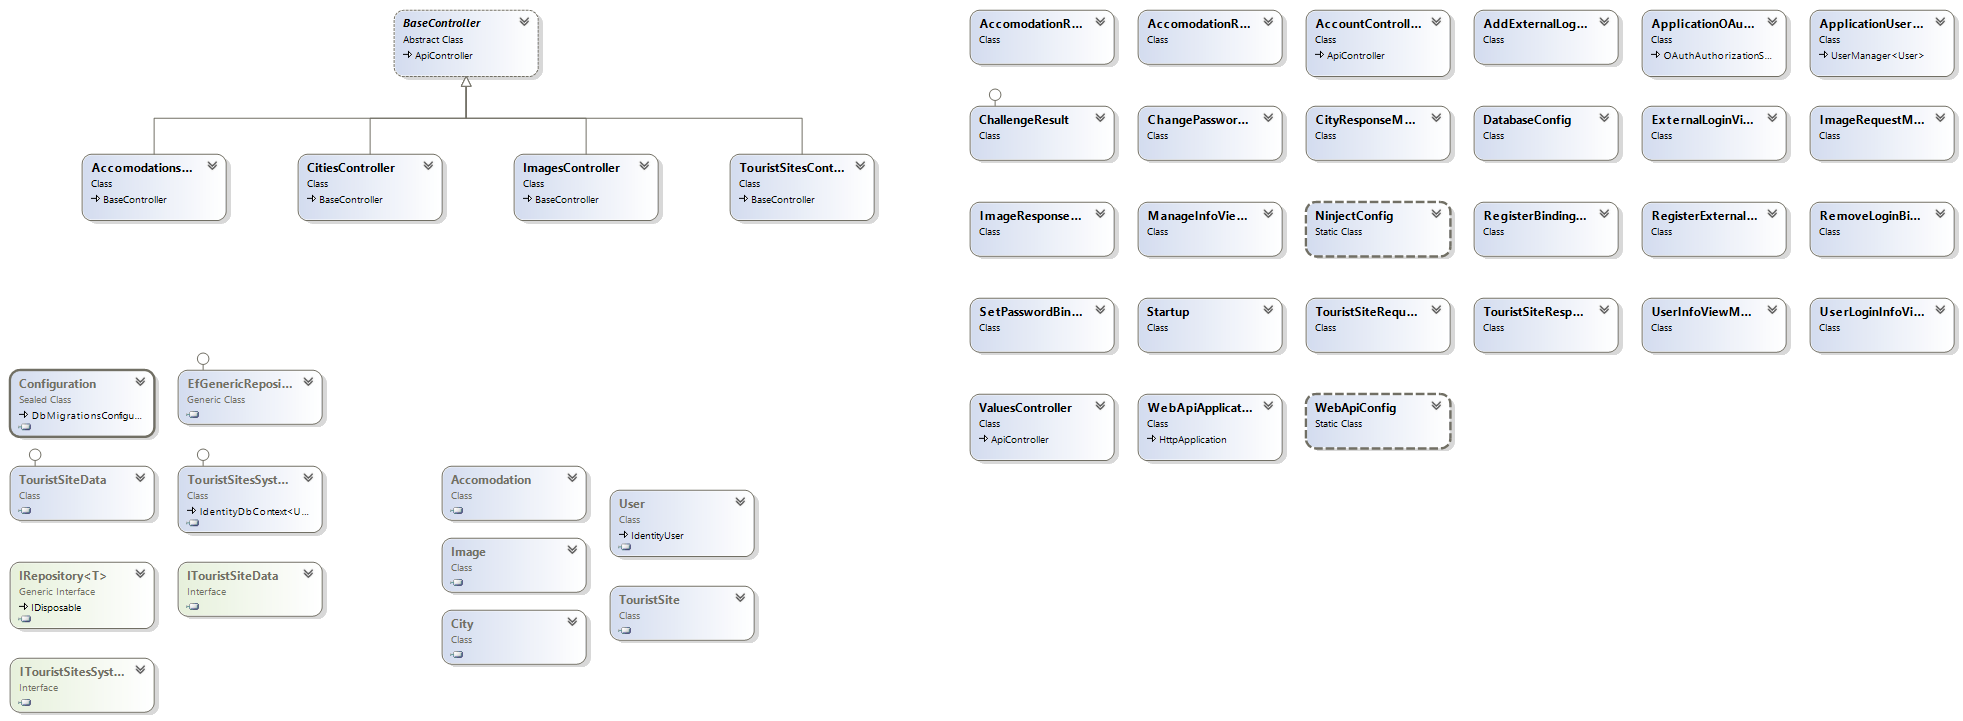 BaseController
Abstract Class
ApiController
Accomodations...
Class
BaseController
CitiesController
Class
BaseController
ImagesController
Class
BaseController
TouristSitesCont...
Class
BaseController
Configuration
Sealed Class
DbMigrationsConfigu...
EfGenericReposi...
Generic Class
TouristSiteData
Class
TouristSitesSyst...
Class
IdentityDbContext<U...
IRepository<T>
Generic Interface
IDisposable
ITouristSiteData
Interface
ITouristSitesSyst...
Interface
Accomodation
Class
Image
Class
City
Class
User
Class
IdentityUser
TouristSite
Class
AccomodationR...
Class
AccomodationR...
Class
AccountControll...
Class
ApiController
AddExternalLog...
Class
ApplicationOAu...
Class
OAuthAuthorizationS...
ApplicationUser...
Class
UserManager<User>
ChallengeResult
Class
ChangePasswor...
Class
CityResponseM...
Class
DatabaseConfig
Class
ExternalLoginVi...
Class
ImageRequestM...
Class
ImageResponse...
Class
ManageInfoVie...
Class
NinjectConfig
Static Class
RegisterBinding...
Class
RegisterExternal...
Class
RemoveLoginBi...
Class
SetPasswordBin...
Class
Startup
Class
TouristSiteRequ...
Class
TouristSiteResp...
Class
UserInfoViewM...
Class
UserLoginInfoVi...
Class
ValuesController
Class
ApiController
WebApiApplicat...
Class
HttpApplication
WebApiConfig
Static Class